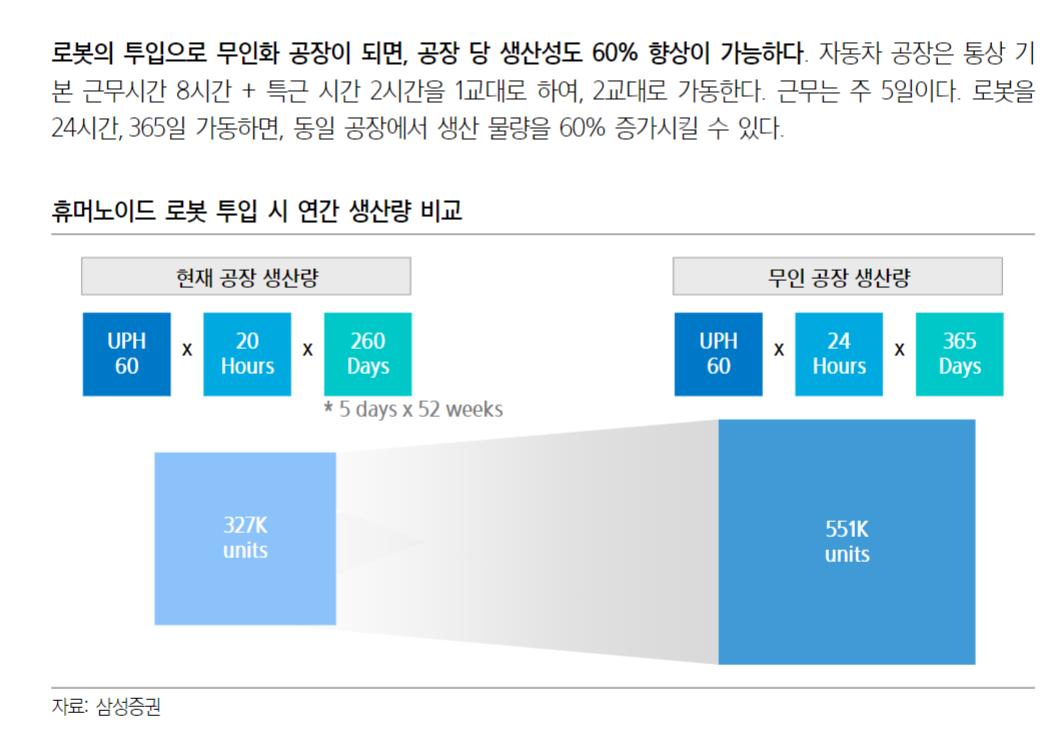 로봇의 투입으로 무인화 공장이 되면, 공장 당 생산성도 60% 향상이 가능하다. 자동차 공장은 통상 기
본 근무시간 8시간 + 특근 시간 2시간을 1교대로 하여, 2교대로 가동한다. 근무는 주 5일이다. 로봇을
24시간, 365일 가동하면, 동일 공장에서 생산 물량을 60% 증가시킬 수 있다.
휴머노이드 로봇 투입 시 연간 생산량 비교
현재 공장 생산량
UPH
60
x
20
Hours
x
260
Days
* 5 days x 52 weeks
327K
units
무인 공장 생산량
UPH
60
x
24
Hours
x
365
Days
551K
units
자료: 삼성증권